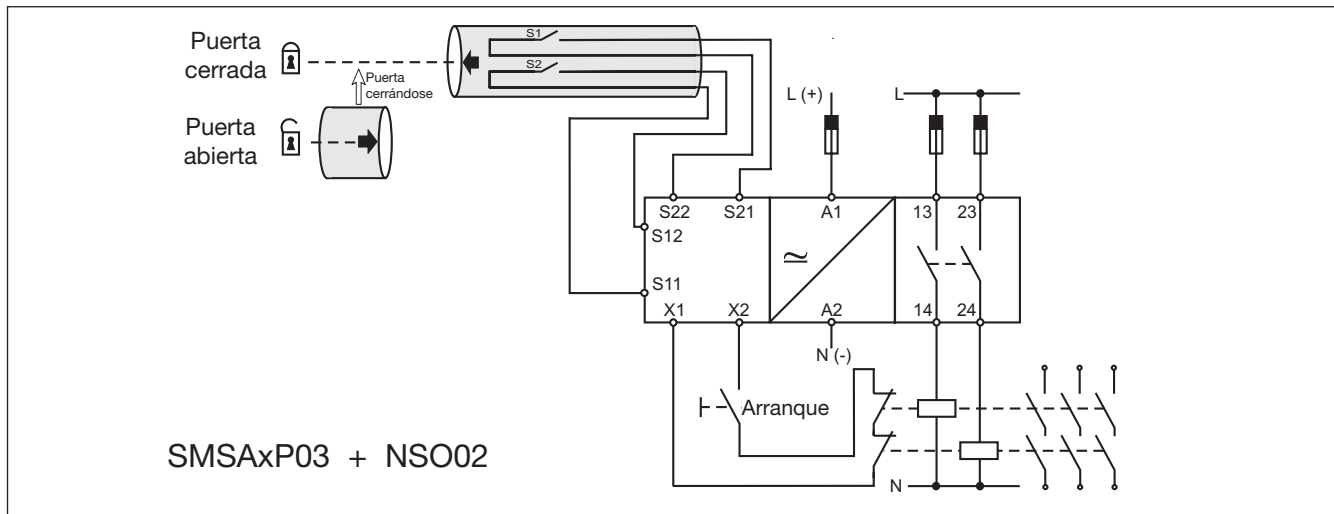 Puerta
cerrada
S1
S2
Puerta
cerrándose
Puerta
abierta
L (+)
L
S22
S21
A1
13
23
S12
≃
S11
X1
X2
A2
14
24
N (-)
Arranque
N
SMSAxP03 + NSO02